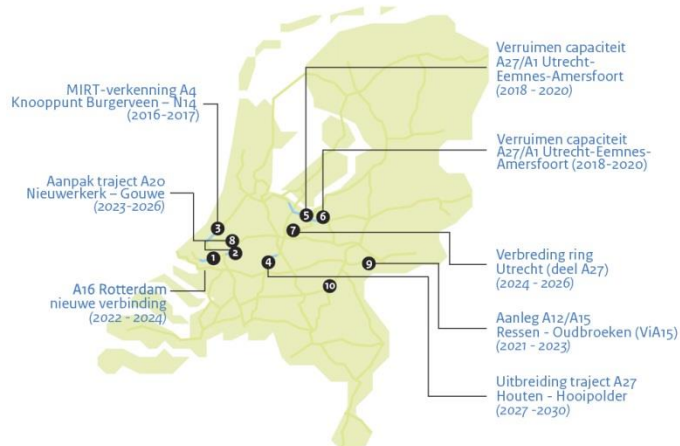 MIRT-verkenning A4
Knooppunt Burgerveen – N14
(2016-2017)
Aanpak traject A20
Nieuwerkerk – Gouwe
(2023-2026)
A16 Rotterdam
nieuwe verbinding
(2022 - 2024)
Verruimen capaciteit
A27/A1 Utrecht-
Eemnes-Amersfoort
(2018 - 2020)
Verruimen capaciteit
A27/A1 Utrecht-Eemnes-
Amersfoort (2018-2020)
Verbreding ring
Utrecht (deel A27)
(2024 - 2026)
Aanleg A12/A15
Ressen - Oudbroeken (ViA15)
(2021 - 2023)
Uitbreiding traject A27
Houten - Hooipolder
(2027 - 2030)
5
6
3
8
7
2
1
4
9
10